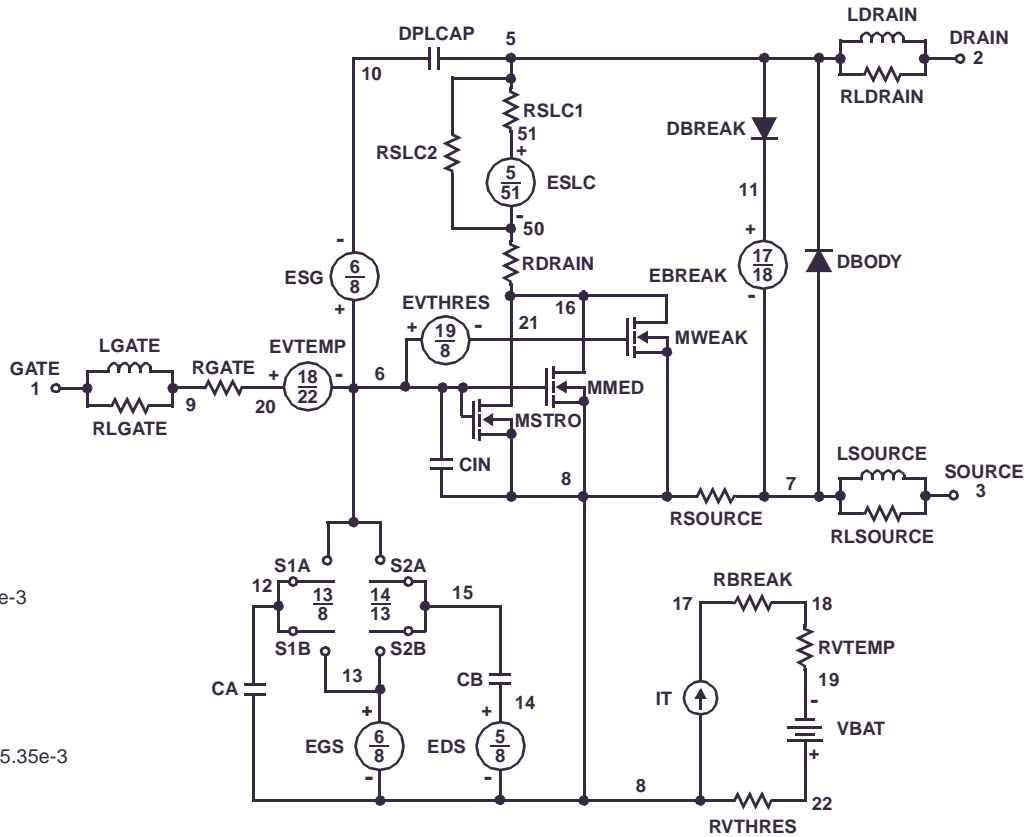 LDRAIN
DPLCAP 5 DRAIN
10 2
RLDRAIN
RSLC1
DBREAK
51
RSLC2 +
5
51
ESLC
11
-
50
+
-
17
18
6
8
RDRAIN
EBREAK
DBODY
ESG
+
EVTHRES
16
-
+ 19 - 21
8
MWEAK
LGATE
EVTEMP
GATE
RGATE
+ 18 - 6
22
MMED
1
9 20
MSTRO
RLGATE
LSOURCE
CIN
8 7
SOURCE
3
RSOURCE
RLSOURCE
S1A S2A
12 15
RBREAK
13
8
14
13
17 18
e-3
S1B S2B
RVTEMP
13
CB
19
CA
14
IT
-
+ +
VBAT
EGS 6
8
EDS 5
8
5.35e-3
+
- -
8
22
RVTHRES